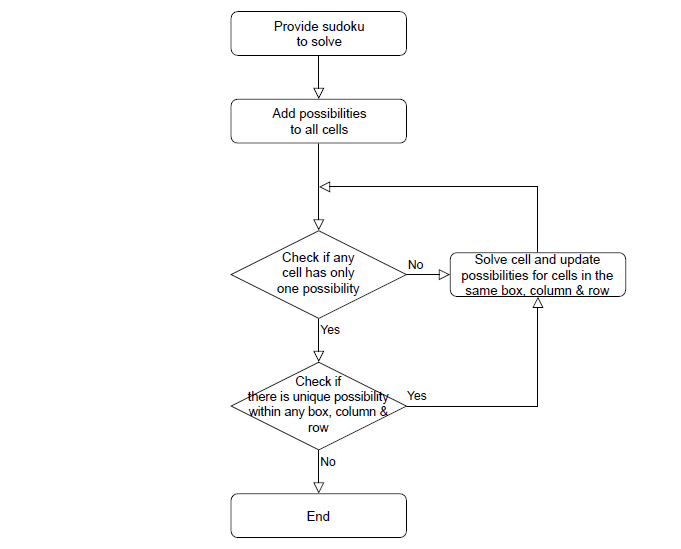 Provide sudoku
to solve
Add possibilities
to all cells
Check if any
cell has only
one possibility
No
Solve cell and update
possibilities for cells in the
same box, column & row
Yes
Check if
there is unique possibility
within any box, column &
row
Yes
No
End